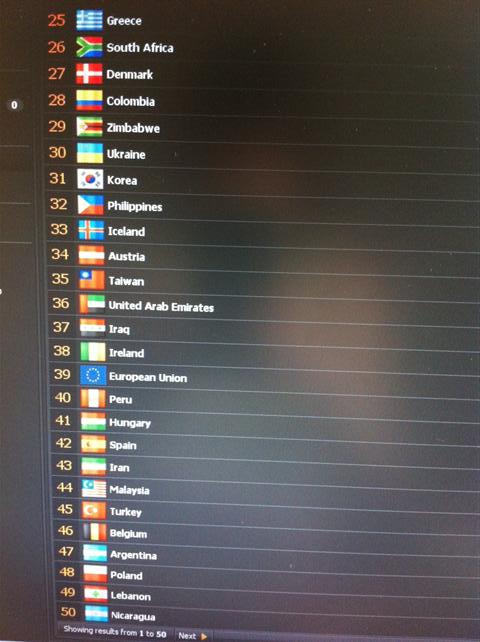 25 Greece
26 South Africa
27 Denmark
0
28 Colombia
29 Zimbabwe
30 Ukraine
31 Korea
32 Philippines
33 Iceland
34 Austria
35 Taiwan
36 United Arab Emirates
37 Iraq
38 Ireland
39 European Union
40 Peru
41 Hungary
42 Spain
43 Iran
44 Malaysia
45 Turkey
46 Belgium
47 Argentina
48 Poland
49 Lebanon
50 Nicaragua
Showing results from 1 to 50 Next